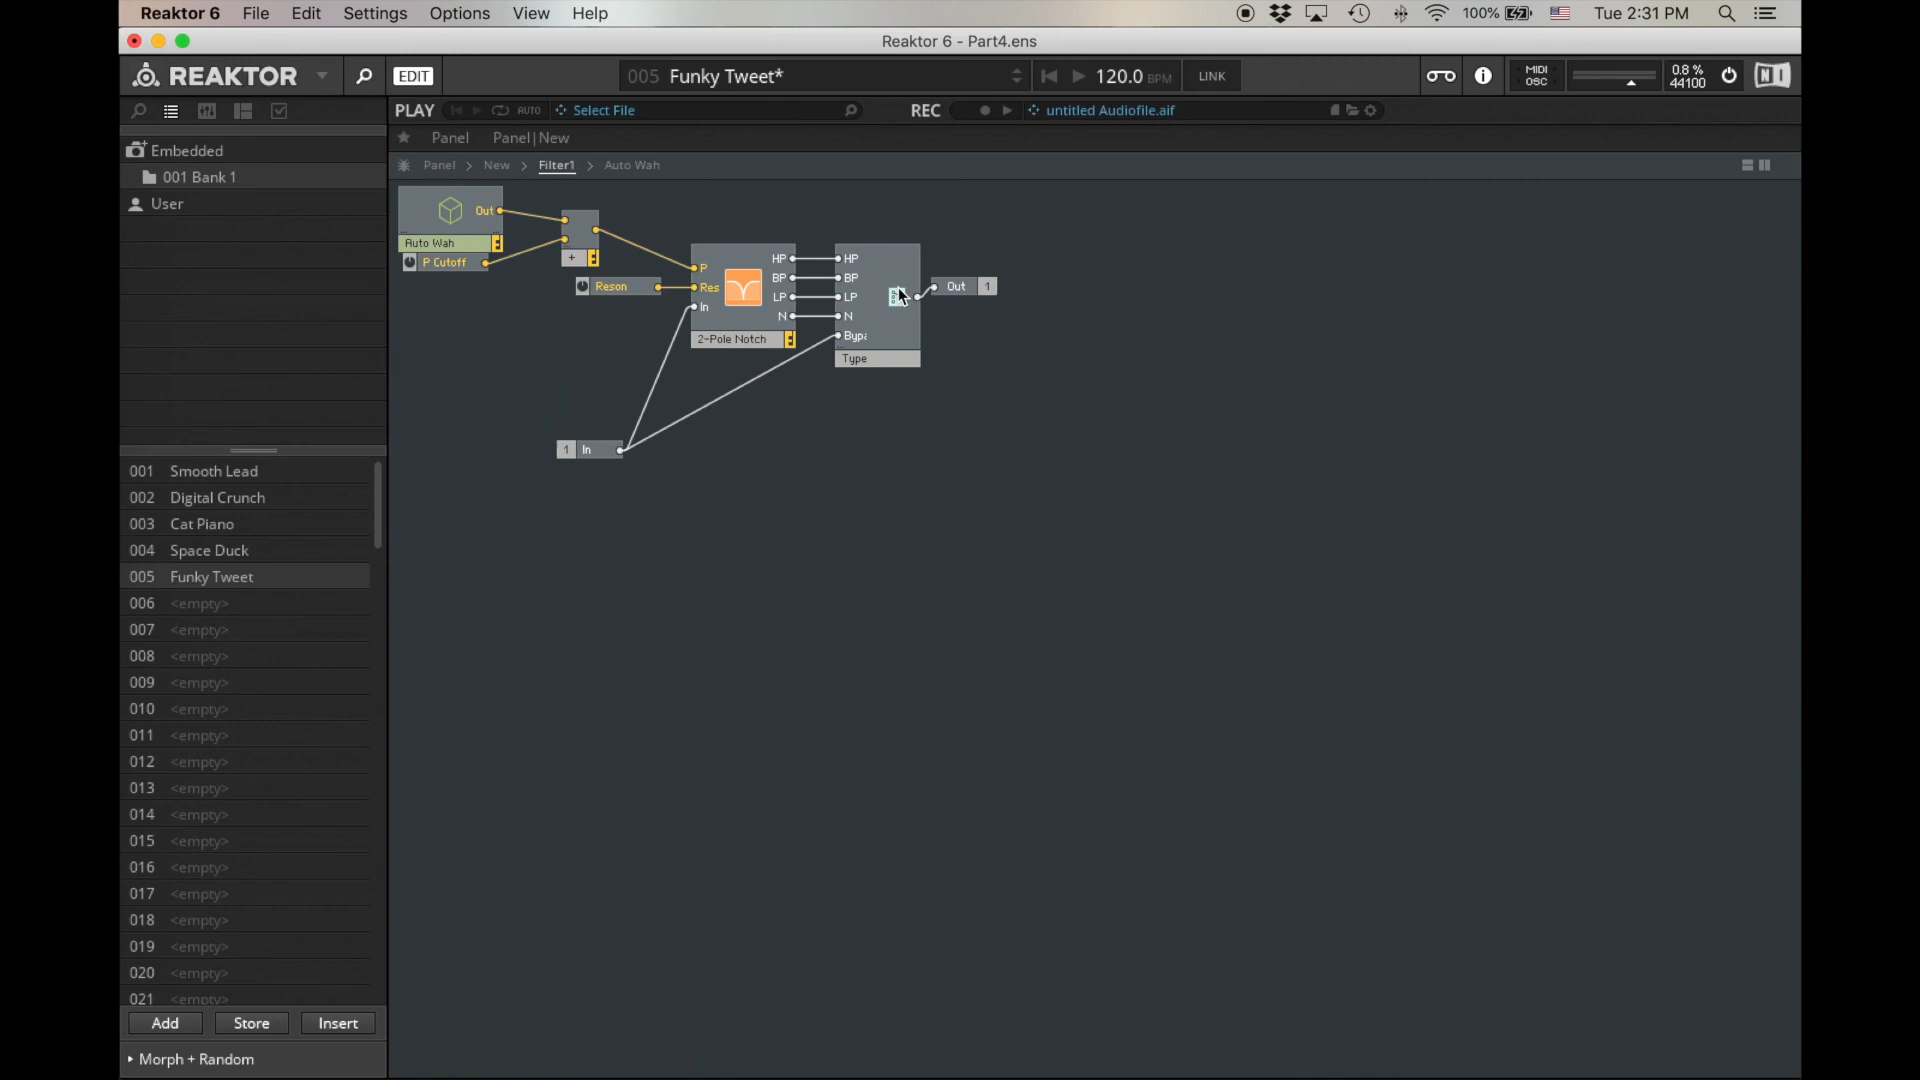 Reaktor 6 File Edit Settings Options View Help 100% Tue 2:31 PM
Reaktor 6 - Part4.ens
REAKTOR EDIT 005 Funky Tweet* 120.0 BPM LINK MIDI OSC 0.8 % 44100 NI
PLAY AUTO Select File REC untitled Audiofile.aif
Panel Panel|New
Panel > New > Filter1 > Auto Wah
Embedded
001 Bank 1
User
Out
Auto Wah
P Cutoff
+
Reson
P
Res
In
HP
BP
LP
N
2-Pole Notch
HP
BP
LP
N
Bypa
Type
Out 1
1 In
001 Smooth Lead
002 Digital Crunch
003 Cat Piano
004 Space Duck
005 Funky Tweet
006 <empty>
007 <empty>
008 <empty>
009 <empty>
010 <empty>
011 <empty>
012 <empty>
013 <empty>
014 <empty>
015 <empty>
016 <empty>
017 <empty>
018 <empty>
019 <empty>
020 <empty>
021 <empty>
Add Store Insert
Morph + Random